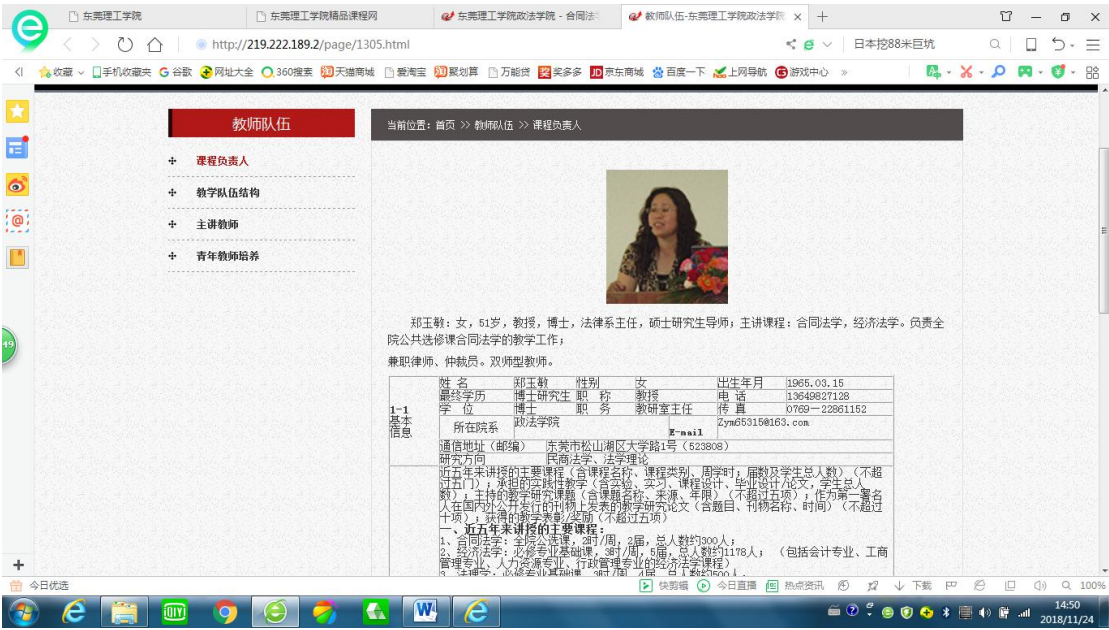 东莞理工学院
东莞理工学院精品课程网
东莞理工学院政法学院 - 合同法
教师队伍-东莞理工学院政法学院
http://219.222.189.2/page/1305.html
日本挖88米巨坑
收藏
手机收藏夹
谷歌
网址大全
360搜索
天猫商城
爱淘宝
聚划算
万能贷
奖多多
京东商城
百度一下
上网导航
游戏中心
教师队伍
课程负责人
教学队伍结构
主讲教师
青年教师培养
当前位置：首页 >> 教师队伍 >> 课程负责人
郑玉敏：女，51岁，教授，博士，法律系主任，硕士研究生导师；主讲课程：合同法学，经济法学。负责全
院公共选修课合同法学的教学工作；
兼职律师、仲裁员。双师型教师。
1-1
基本
信息
姓 名 郑玉敏 性别 女 出生年月 1965.03.15
最终学历 博士研究生 职 称 教授 电 话 13649827128
学 位 博士 职 务 教研室主任 传 真 0769－22861152
所在院系 政法学院 E-mail Zym65315@163.com
通信地址（邮编） 东莞市松山湖区大学路1号（523808）
研究方向 民商法学、法学理论
近五年来讲授的主要课程（含课程名称、课程类别、周学时；届数及学生总人数）（不超
过五门）；承担的实践性教学（含实验、实习、课程设计、毕业设计/论文，学生总人
数）；主持的教学研究课题（含课题名称、来源、年限）（不超过五项）；作为第一署名
人在国内外公开发行的刊物上发表的教学研究论文（含题目、刊物名称、时间）（不超过
十项）；获得的教学表彰/奖励（不超过五项）
一、近五年来讲授的主要课程：
1、合同法学：全院公选课，2时/周，2届，总人数约300人；
2、经济法学：必修专业基础课，3时/周，5届，总人数约1178人； （包括会计专业、工商
管理专业、人力资源专业、行政管理专业的经济法学课程）
3、法理学：必修专业基础课，3时/周，4届，总人数约500人；
今日优选
快剪辑
今日直播
热点资讯
下载
100%
14:50
2018/11/24